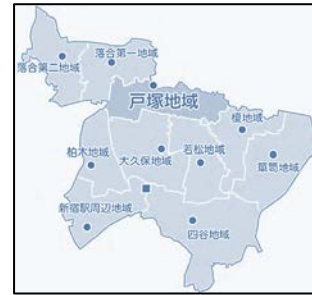 落合第一地域
落合第二地域
戸塚地域
榎地域
柏木地域
大久保地域
若松地域
箪笥地域
新宿駅周辺地域
四谷地域